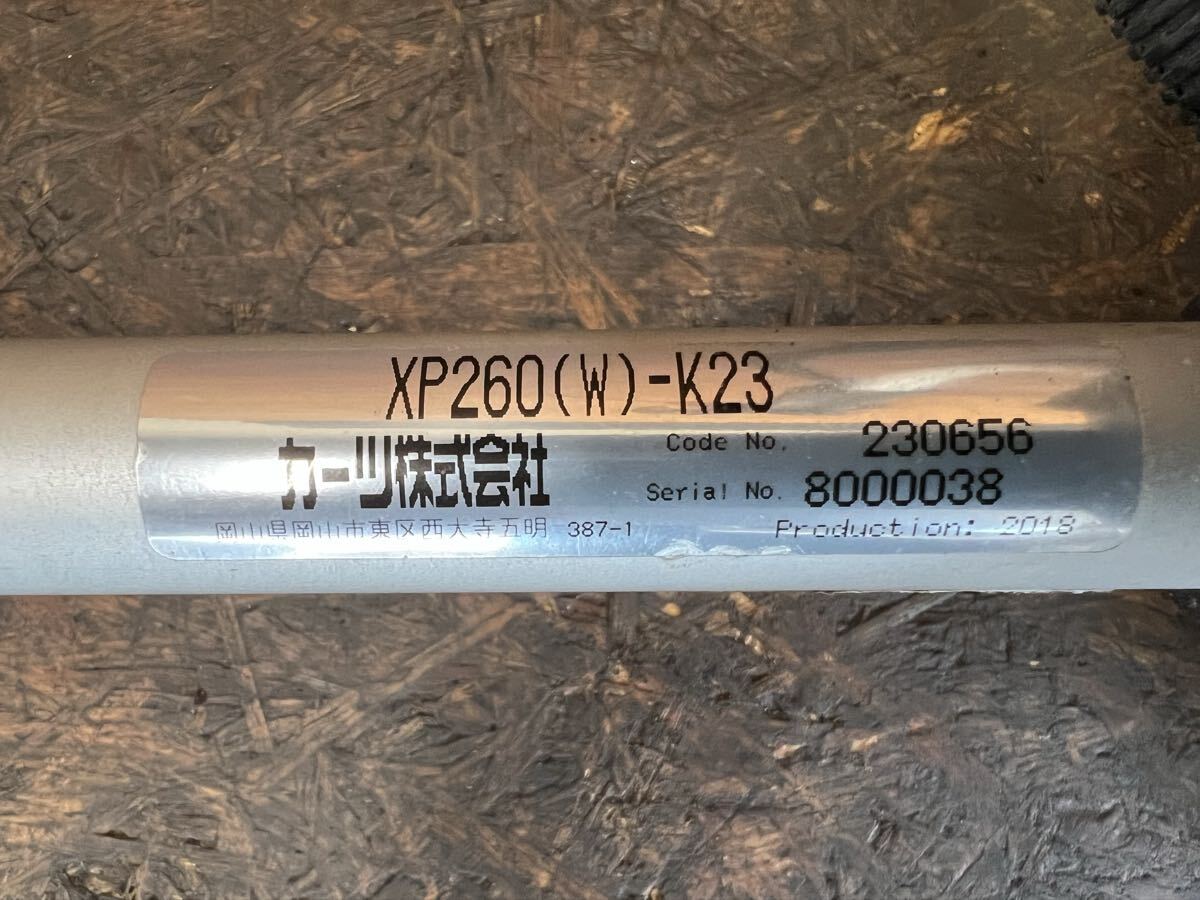 XP260(W)-K23
カーツ株式会社
岡山県岡山市東区西大寺五明 387-1
Code No. 230656
Serial No. 8000038
Production: 2018